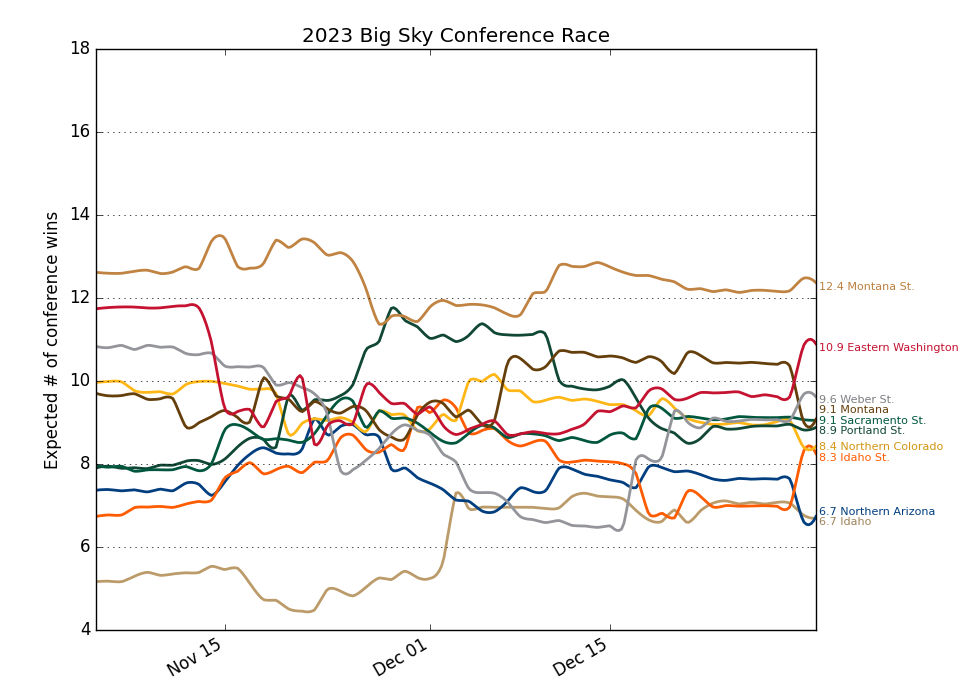 2023 Big Sky Conference Race
Expected # of conference wins
18
16
14
12
10
8
6
4
Nov 15
Dec 01
Dec 15
12.4 Montana St.
10.9 Eastern Washington
9.6 Weber St.
9.1 Montana
9.1 Sacramento St.
8.9 Portland St.
8.4 Northern Colorado
8.3 Idaho St.
6.7 Northern Arizona
6.7 Idaho